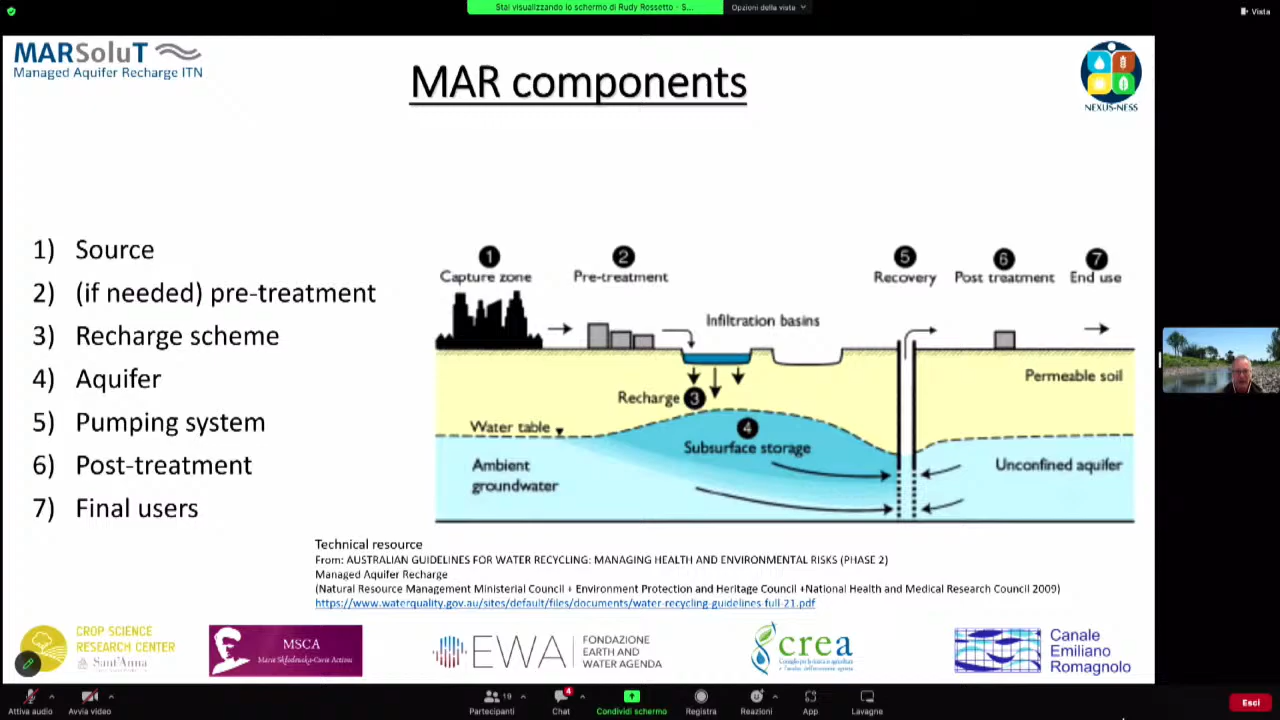 Stai visualizzando lo schermo di Rudy Rossetto - S...
Opzioni della vista
Vista
MARSoluT
Managed Aquifer Recharge ITN
MAR components
NEXUS-NESS
1) Source
2) (if needed) pre-treatment
3) Recharge scheme
4) Aquifer
5) Pumping system
6) Post-treatment
7) Final users
1
2
5
6
7
Capture zone
Pre-treatment
Recovery
Post treatment
End use
Infiltration basins
Permeable soil
Recharge 3
Water table
4
Subsurface storage
Ambient
groundwater
Unconfined aquifer
Technical resource
From: AUSTRALIAN GUIDELINES FOR WATER RECYCLING: MANAGING HEALTH AND ENVIRONMENTAL RISKS (PHASE 2)
Managed Aquifer Recharge
(Natural Resource Management Ministerial Council + Environment Protection and Heritage Council +National Health and Medical Research Council 2009)
https://www.waterquality.gov.au/sites/default/files/documents/water-recycling-guidelines-full-21.pdf
CROP SCIENCE
RESEARCH CENTER
Sant'Anna
MSCA
Marie Skłodowska-Curie Actions
EWA
FONDAZIONE
EARTH AND
WATER AGENDA
crea
Canale
Emiliano
Romagnolo
Attiva audio
Avvia video
19
Partecipanti
4
Chat
Condividi schermo
Registra
Reazioni
App
Lavagne
Esci